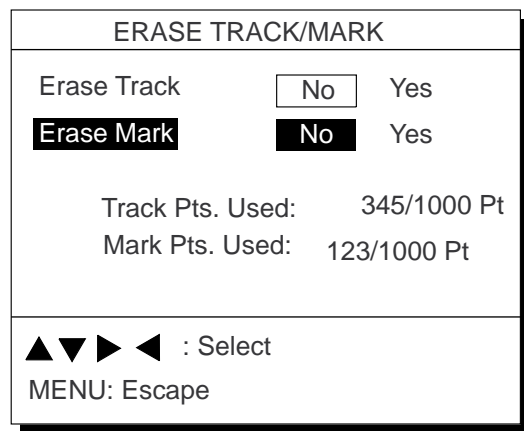 ERASE TRACK/MARK
Erase Track No Yes
Erase Mark No Yes
Track Pts. Used: 345/1000 Pt
Mark Pts. Used: 123/1000 Pt
▲▼▶◀ : Select
MENU: Escape